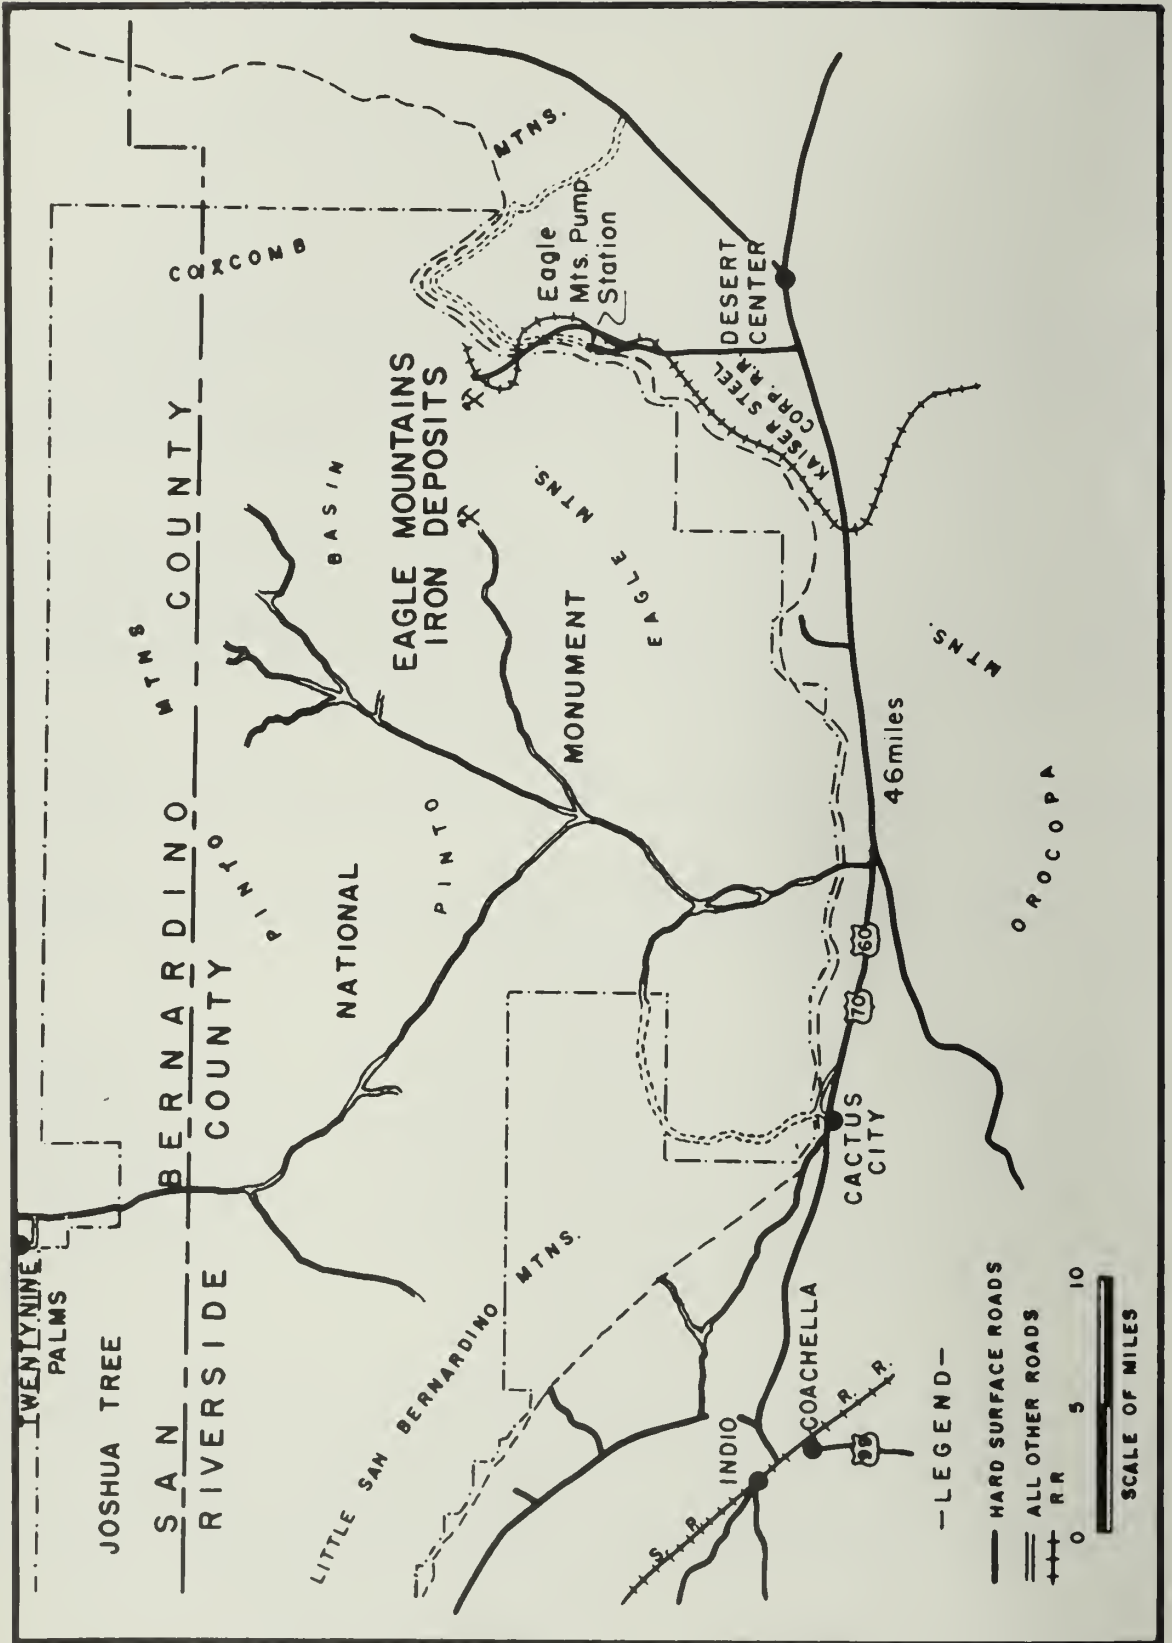 TWENTYNINE
PALMS
JOSHUA TREE
NATIONAL
MONUMENT
SAN BERNARDINO COUNTY
RIVERSIDE COUNTY
PINTO MTNS
COXCOMB MTNS.
PINTO BASIN
EAGLE MOUNTAINS
IRON DEPOSITS
Eagle
Mts. Pump
Station
EAGLE MTNS.
LITTLE SAN BERNARDINO MTNS.
DESERT
CENTER
KAISER STEEL
CORP. R.R.
46miles
60
70
CACTUS
CITY
OROCOPA MTNS.
INDIO
COACHELLA
99
S. P. R. R.
—LEGEND—
HARD SURFACE ROADS
ALL OTHER ROADS
R.R
0 5 10
SCALE OF MILES